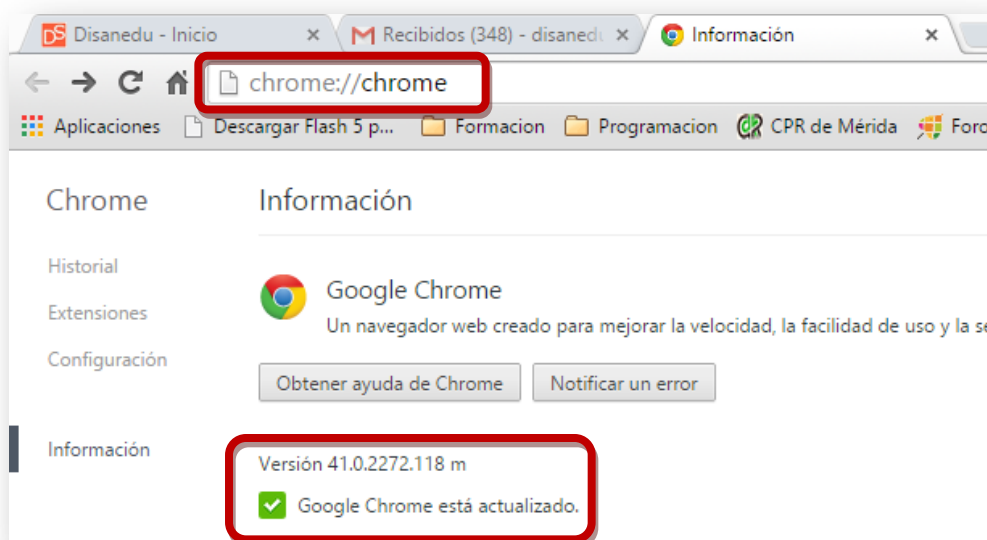 DS Disanedu - Inicio × Recibidos (348) - disanedu × Información ×
chrome://chrome
Aplicaciones Descargar Flash 5 p... Formacion Programacion CPR de Mérida Foro
Chrome Información
Historial
Google Chrome
Extensiones
Un navegador web creado para mejorar la velocidad, la facilidad de uso y la se
Configuración
Obtener ayuda de Chrome Notificar un error
Información
Versión 41.0.2272.118 m
Google Chrome está actualizado.